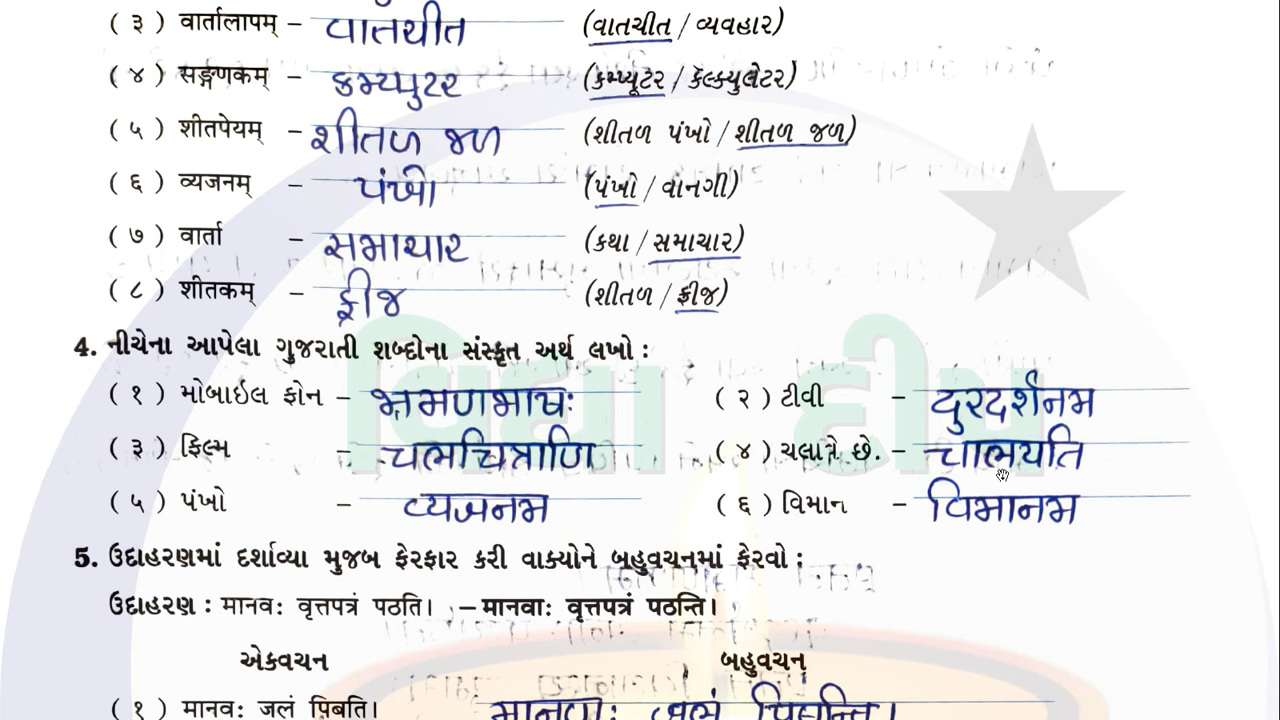 ( ૩ ) वार्तालापम् – વાતચીત (વાતચીત / વ્યવહાર)
( ૪ ) सङ्गणकम् – કમ્પ્યુટર (કમ્પ્યૂટર / કૅલ્ક્યુલેટર)
( ૫ ) शीतपेयम् – શીતળ જળ (શીતળ પંખો / શીતળ જળ)
( ૬ ) व्यजनम् – પંખો (પંખો / વાનગી)
( ૭ ) वार्ता – સમાચાર (કથા / સમાચાર)
( ૮ ) शीतकम् – ફ્રીજ (શીતળ / ફ્રીજ)
4. નીચેના આપેલા ગુજરાતી શબ્દોના સંસ્કૃત અર્થ લખો :
( ૧ ) મોબાઇલ ફોન – भ्रमणभाषः ( ૨ ) ટીવી – दुरदर्शनम
( ૩ ) ફિલ્મ – चलचित्राणि ( ૪ ) ચલાવે છે. – चालयति
( ૫ ) પંખો – व्यजनम ( ૬ ) વિમાન – विमानम
5. ઉદાહરણમાં દર્શાવ્યા મુજબ ફેરફાર કરી વાક્યોને બહુવચનમાં ફેરવો :
ઉદાહરણ : मानवः वृत्तपत्रं पठति। – मानवाः वृत्तपत्रं पठन्ति।
એકવચન બહુવચન
( ૧ ) मानवः जलं पिबति। मानवाः जलं पिबन्ति।
વિદ્યા દીપ